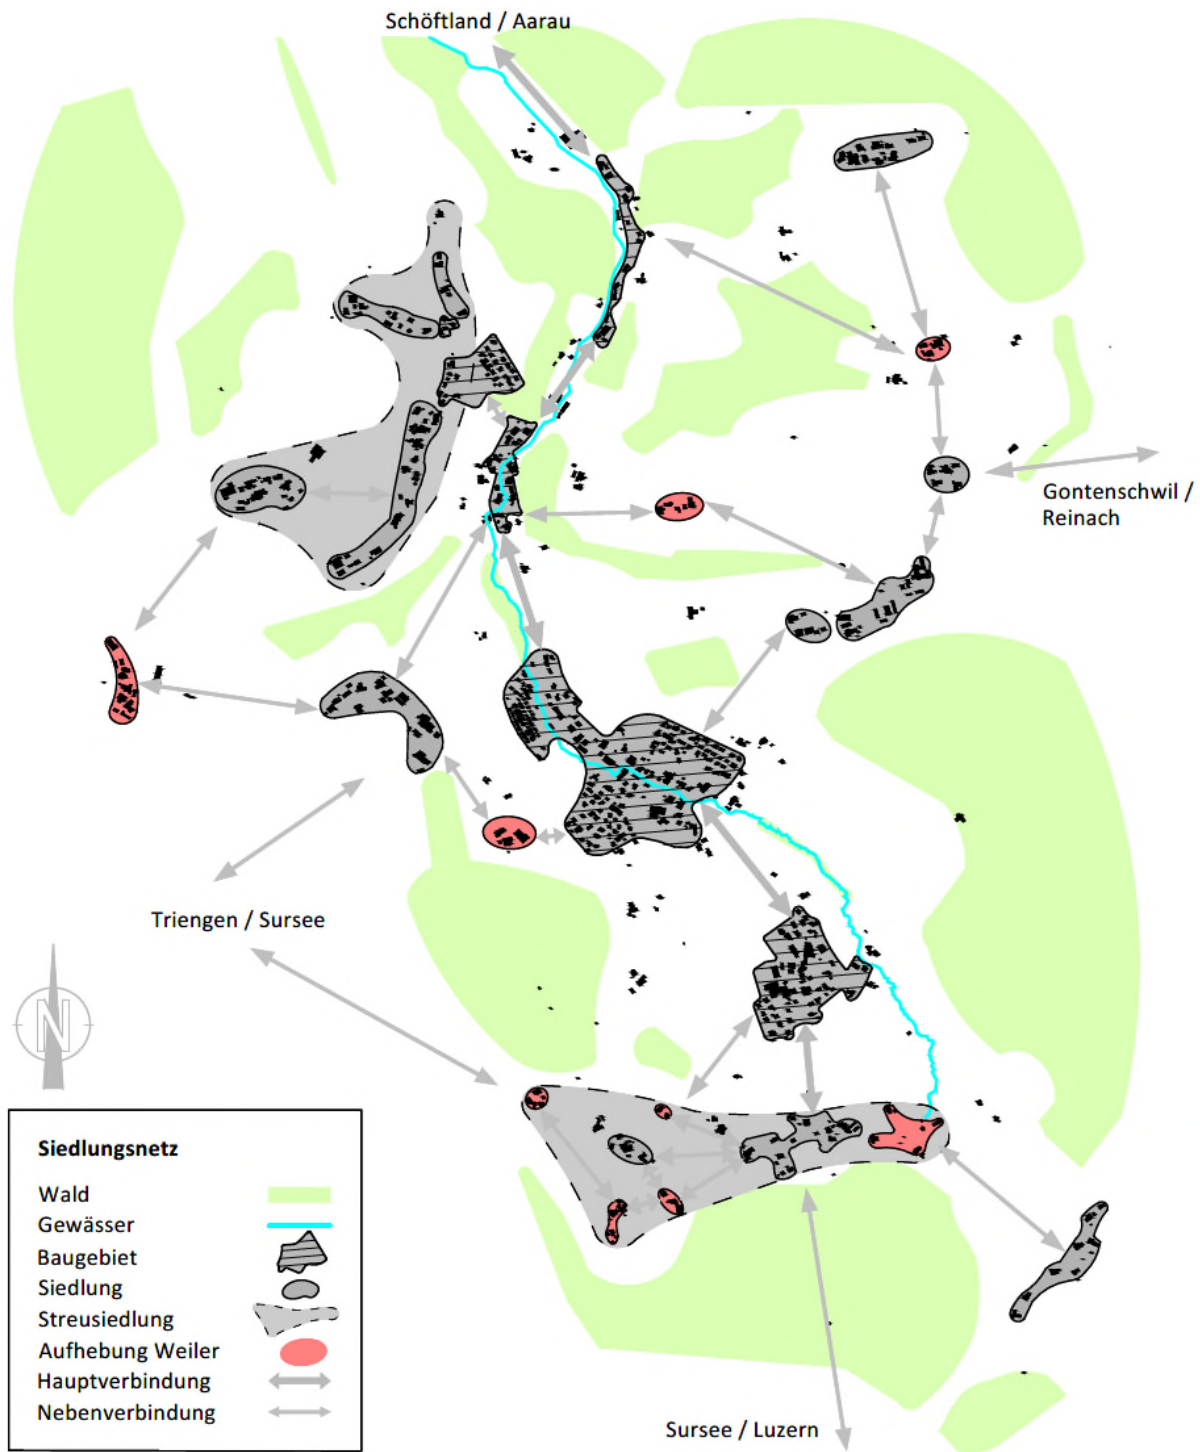 Schöftland / Aarau
Gontenschwil /
Reinach
Triengen / Sursee
N
Siedlungsnetz
Wald
Gewässer
Baugebiet
Siedlung
Streusiedlung
Aufhebung Weiler
Hauptverbindung
Nebenverbindung
Sursee / Luzern